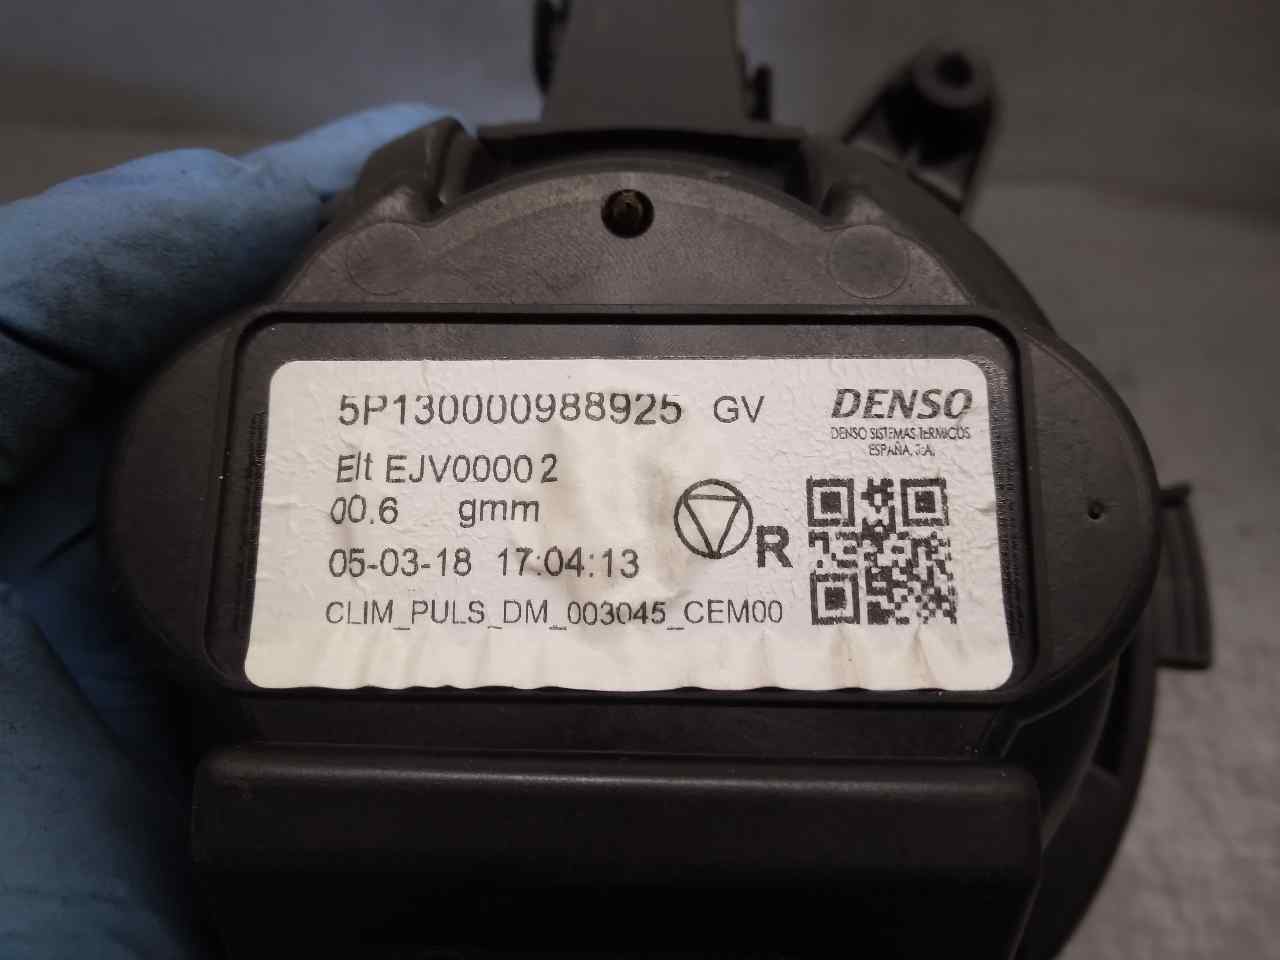 5P130000988925 GV
DENSO
DENSO SISTEMAS TERMICOS
ESPAÑA, S.A.
Elt EJV00002
00.6 gmm
R
05-03-18 17:04:13
CLIM_PULS_DM_003045_CEM00